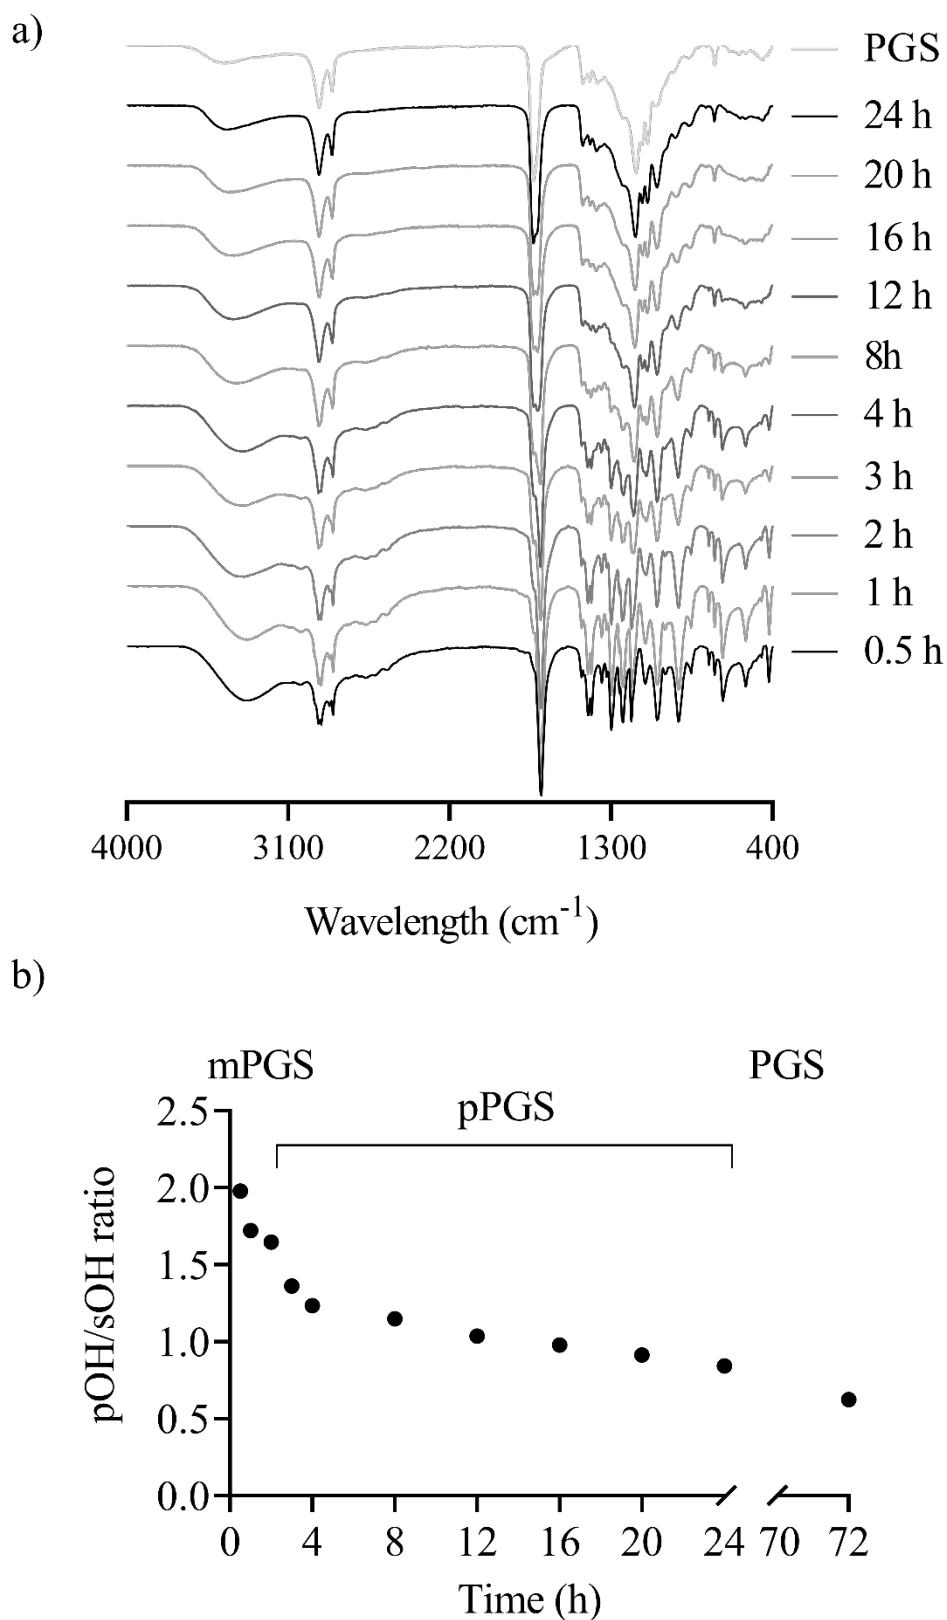 a)
PGS
24 h
20 h
16 h
12 h
8h
4 h
3 h
2 h
1 h
0.5 h
4000 3100 2200 1300 400
Wavelength (cm⁻¹)
b)
mPGS PGS
pPGS
2.5
2.0
1.5
1.0
0.5
0.0
pOH/sOH ratio
0 4 8 12 16 20 24 70 72
Time (h)